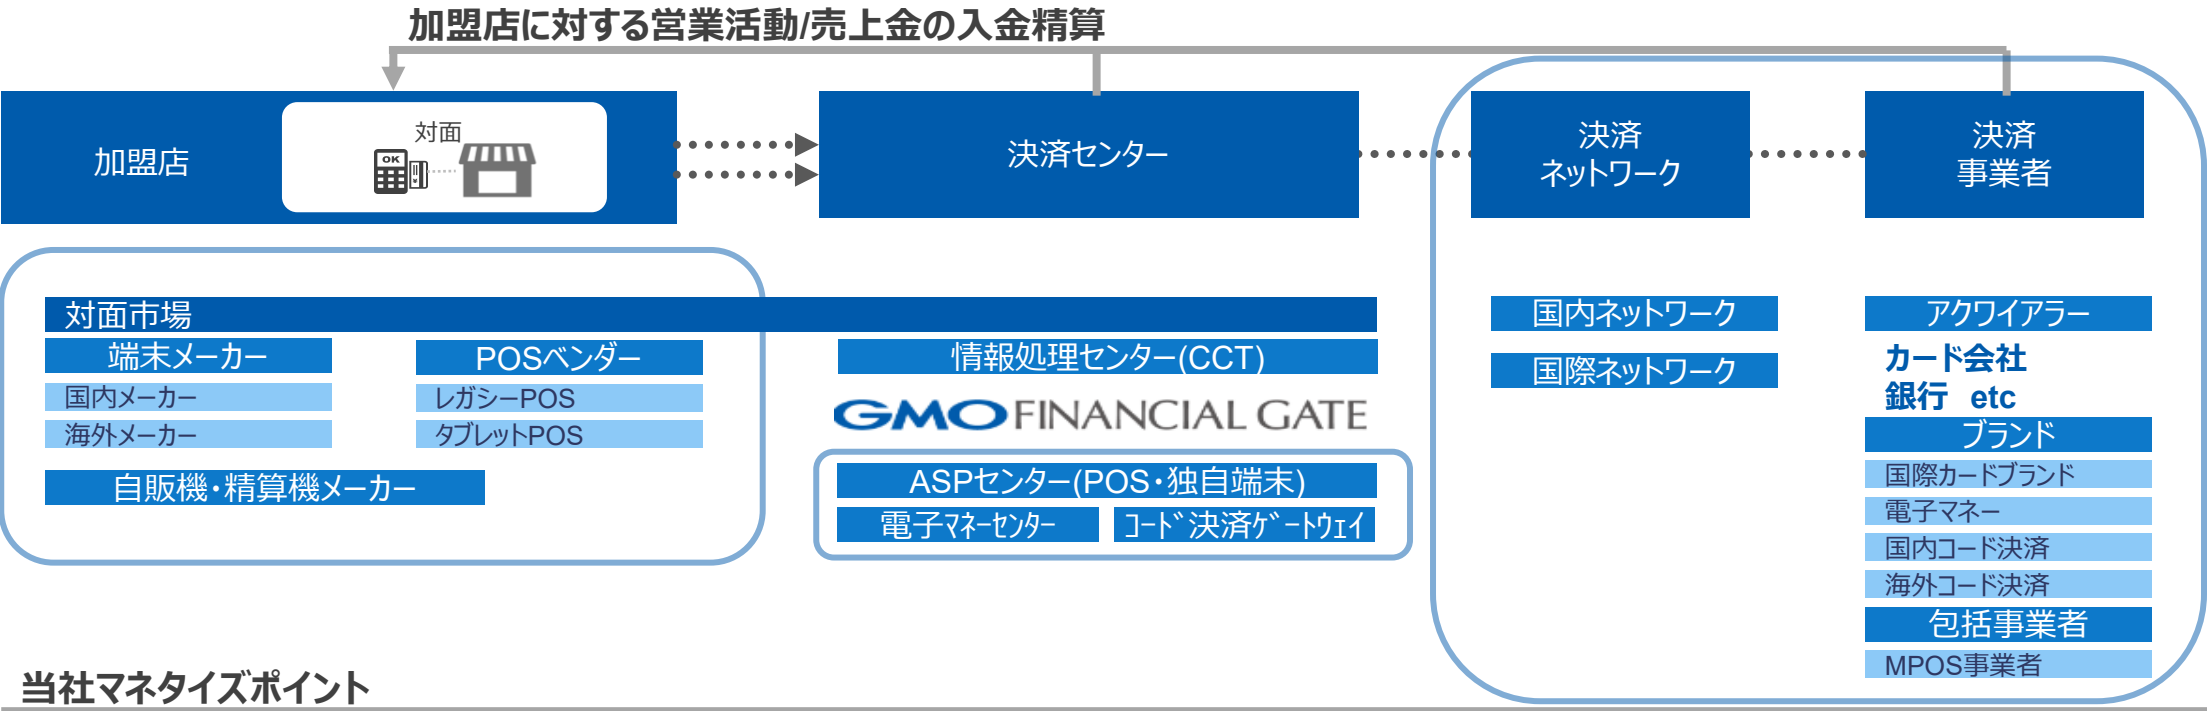 加盟店に対する営業活動/売上金の入金精算
加盟店
対面
OK
決済センター
決済
ネットワーク
決済
事業者
対面市場
端末メーカー
国内メーカー
海外メーカー
POSベンダー
レガシーPOS
タブレットPOS
自販機・精算機メーカー
情報処理センター(CCT)
GMO FINANCIAL GATE
ASPセンター(POS・独自端末)
電子ﾏﾈｰｾﾝﾀｰ
ｺｰﾄﾞ決済ｹﾞｰﾄｳｪｲ
国内ネットワーク
国際ネットワーク
アクワイアラー
カード会社
銀行 etc
ブランド
国際カードブランド
電子マネー
国内コード決済
海外コード決済
包括事業者
MPOS事業者
当社マネタイズポイント